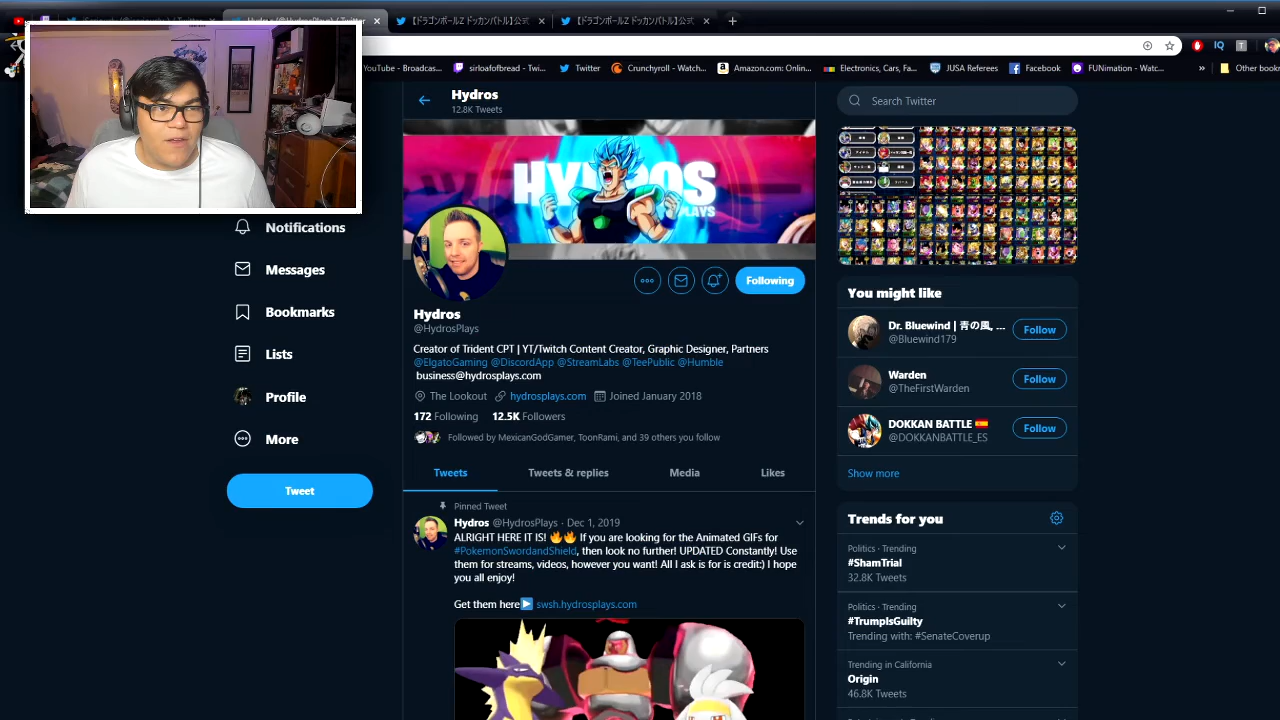 Hydros (@HydrosPlays) / Twitter
【ドラゴンボールZ ドッカンバトル】公式
【ドラゴンボールZ ドッカンバトル】公式
YouTube - Broadcas...
sirloafofbread - Twi...
Twitter
Crunchyroll - Watch...
Amazon.com: Onlin...
Electronics, Cars, Fa...
JUSA Referees
Facebook
FUNimation - Watc...
»
Other bookm
Notifications
Messages
Bookmarks
Lists
Profile
More
Tweet
Hydros
12.8K Tweets
HYDROS
PLAYS
Following
Hydros
@HydrosPlays
Creator of Trident CPT | YT/Twitch Content Creator, Graphic Designer, Partners
@ElgatoGaming @DiscordApp @StreamLabs @TeePublic @Humble
business@hydrosplays.com
The Lookout hydrosplays.com Joined January 2018
172 Following 12.5K Followers
Followed by MexicanGodGamer, ToonRami, and 39 others you follow
Tweets Tweets & replies Media Likes
Pinned Tweet
Hydros @HydrosPlays · Dec 1, 2019
ALRIGHT HERE IT IS! 🔥🔥 If you are looking for the Animated GIFs for
#PokemonSwordandShield, then look no further! UPDATED Constantly! Use
them for streams, videos, however you want! All I ask is for is credit:) I hope
you all enjoy!
Get them here▶ swsh.hydrosplays.com
Search Twitter
You might like
Dr. Bluewind | 青の風, ...
@Bluewind179
Follow
Warden
@TheFirstWarden
Follow
DOKKAN BATTLE 🇪🇸
@DOKKANBATTLE_ES
Follow
Show more
Trends for you
Politics · Trending
#ShamTrial
32.8K Tweets
Politics · Trending
#TrumpIsGuilty
Trending with: #SenateCoverup
Trending in California
Origin
46.8K Tweets